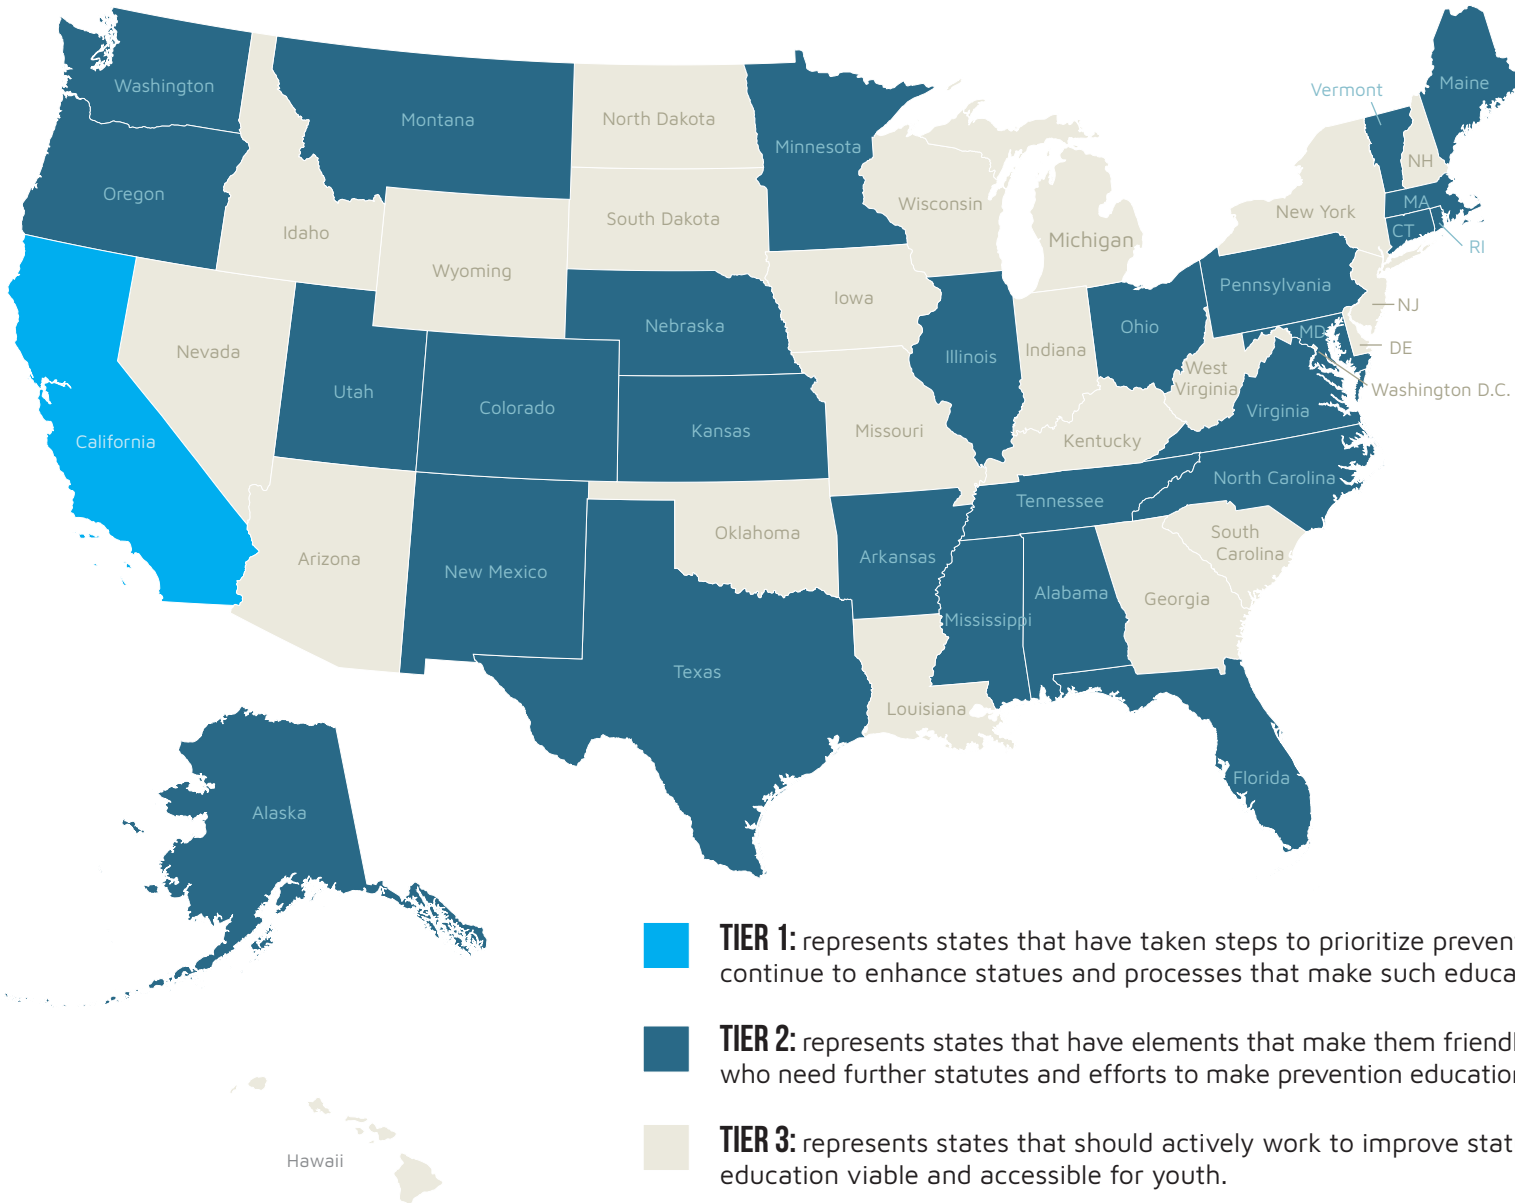 Washington
Montana
North Dakota
Minnesota
Vermont
Maine
Oregon
Idaho
South Dakota
Wisconsin
Michigan
New York
NH
MA
CT
RI
Wyoming
Iowa
Nebraska
Illinois
Indiana
Ohio
Pennsylvania
NJ
MD
DE
Washington D.C.
Nevada
Utah
Colorado
Kansas
Missouri
Kentucky
West
Virginia
Virginia
California
Arizona
New Mexico
Oklahoma
Arkansas
Tennessee
North Carolina
South
Carolina
Mississippi
Alabama
Georgia
Texas
Louisiana
Florida
Alaska
Hawaii
TIER 1: represents states that have taken steps to prioritize
continue to enhance statues and processes that make such
TIER 2: represents states that have elements that make them
who need further statutes and efforts to make prevention education
TIER 3: represents states that should actively work to improve
education viable and accessible for youth.